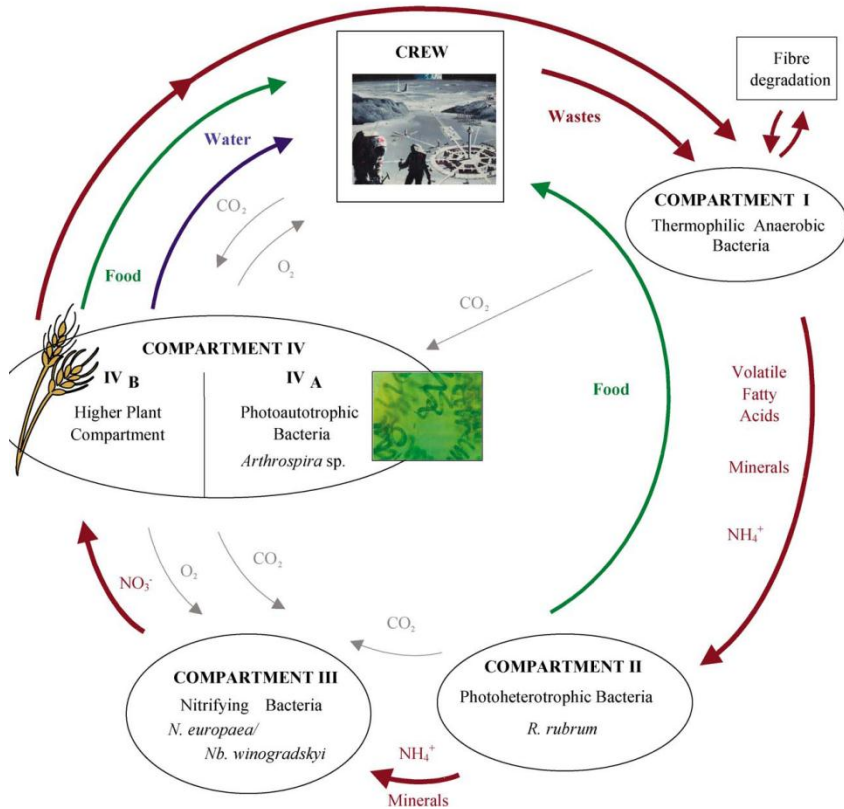 CREW
Fibre
degradation
Wastes
Water
CO₂
O₂
Food
COMPARTMENT I
Thermophilic Anaerobic
Bacteria
CO₂
COMPARTMENT IV
IV B
Higher Plant
Compartment
IV A
Photoautotrophic
Bacteria
Arthrospira sp.
Food
Volatile
Fatty
Acids
Minerals
NH₄⁺
NO₃⁻
O₂
CO₂
CO₂
COMPARTMENT III
Nitrifying Bacteria
N. europaea/
Nb. winogradskyi
COMPARTMENT II
Photoheterotrophic Bacteria
R. rubrum
NH₄⁺
Minerals